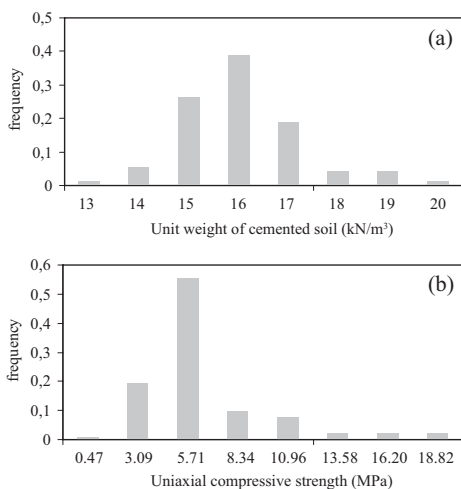 0,5
(a)
0,4
0,3
0,2
0,1
0
frequency
13 14 15 16 17 18 19 20
Unit weight of cemented soil (kN/m³)
0,6
(b)
0,5
0,4
0,3
0,2
0,1
0
frequency
0.47 3.09 5.71 8.34 10.96 13.58 16.20 18.82
Uniaxial compressive strength (MPa)